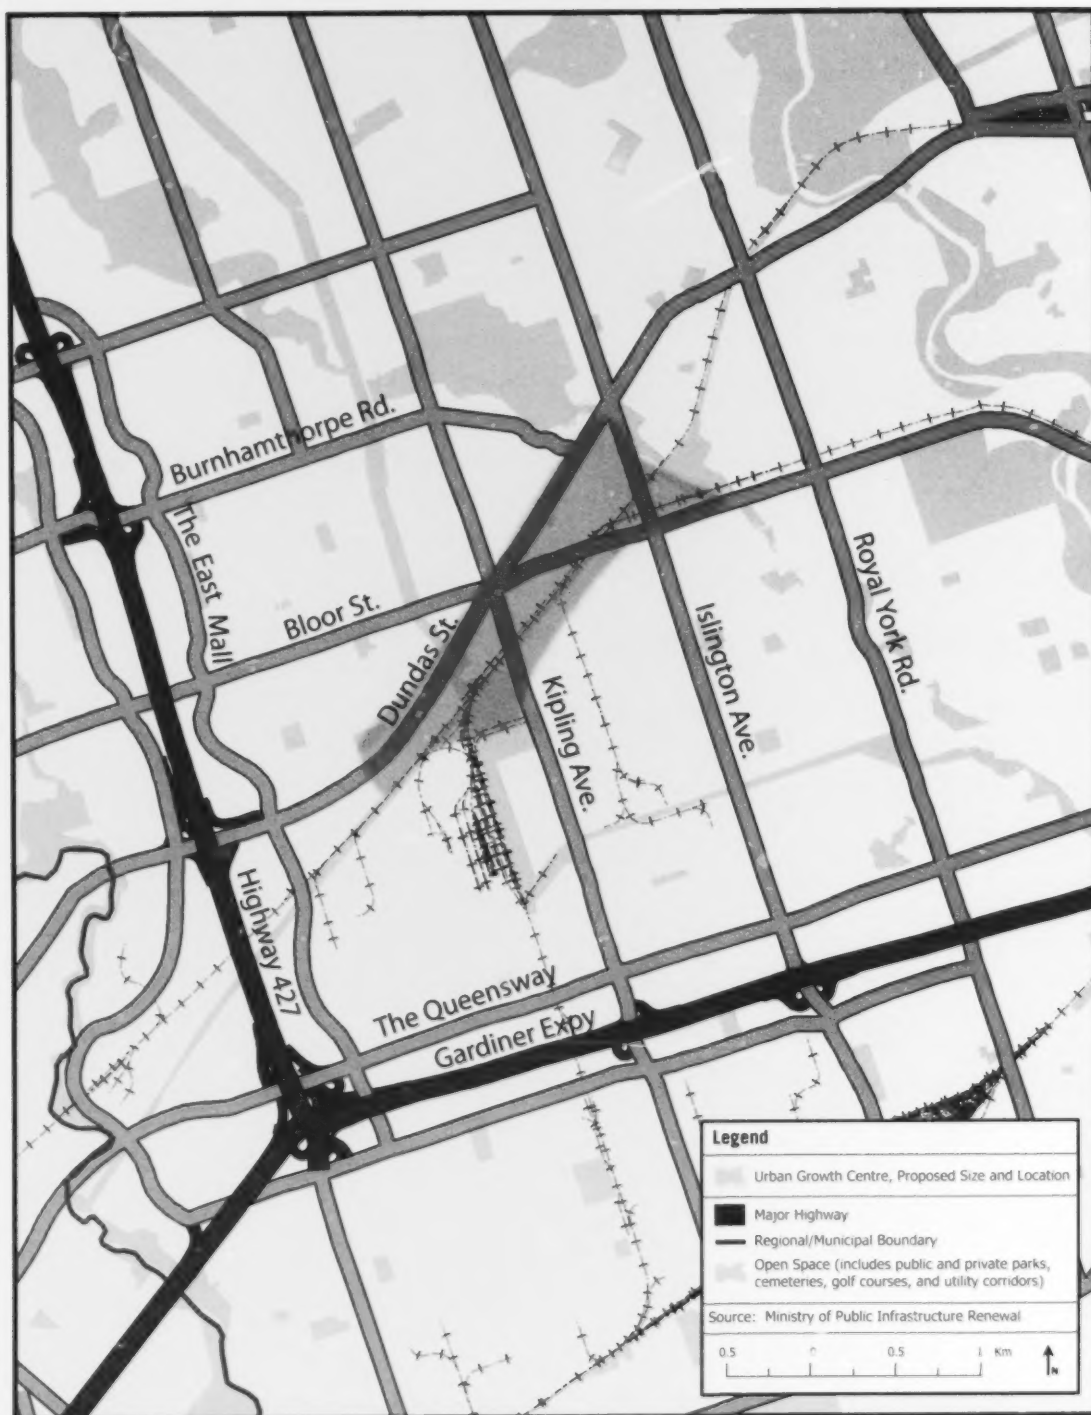 Burnhamthorpe Rd.
The East Mall
Bloor St.
Dundas St.
Kipling Ave.
Islington Ave.
Royal York Rd.
Highway 427
The Queensway
Gardiner Expy
Legend
Urban Growth Centre, Proposed Size and Location
Major Highway
Regional/Municipal Boundary
Open Space (includes public and private parks,
cemeteries, golf courses, and utility corridors)
Source: Ministry of Public Infrastructure Renewal
0.5 0 0.5 1 Km
N